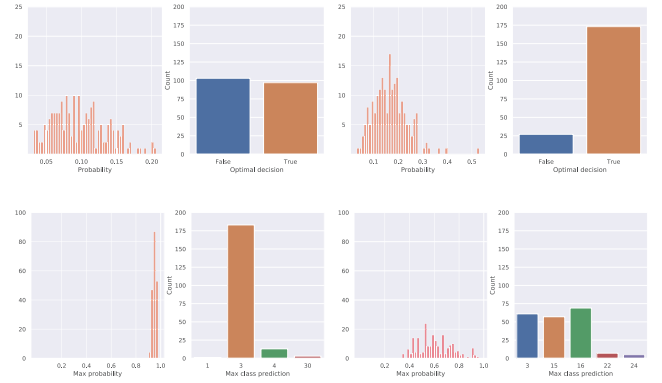 25
20
15
10
5
0.05 0.10 0.15 0.20
Probability
200
175
150
125
100
75
50
25
0
Count
False True
Optimal decision
25
20
15
10
5
0.1 0.2 0.3 0.4 0.5
Probability
200
175
150
125
100
75
50
25
0
Count
False True
Optimal decision
100
80
60
40
20
0
0.2 0.4 0.6 0.8 1.0
Max probability
200
175
150
125
100
75
50
25
0
Count
1 3 4 30
Max class prediction
100
80
60
40
20
0
0.2 0.4 0.6 0.8 1.0
Max probability
200
175
150
125
100
75
50
25
0
Count
3 15 16 22 24
Max class prediction